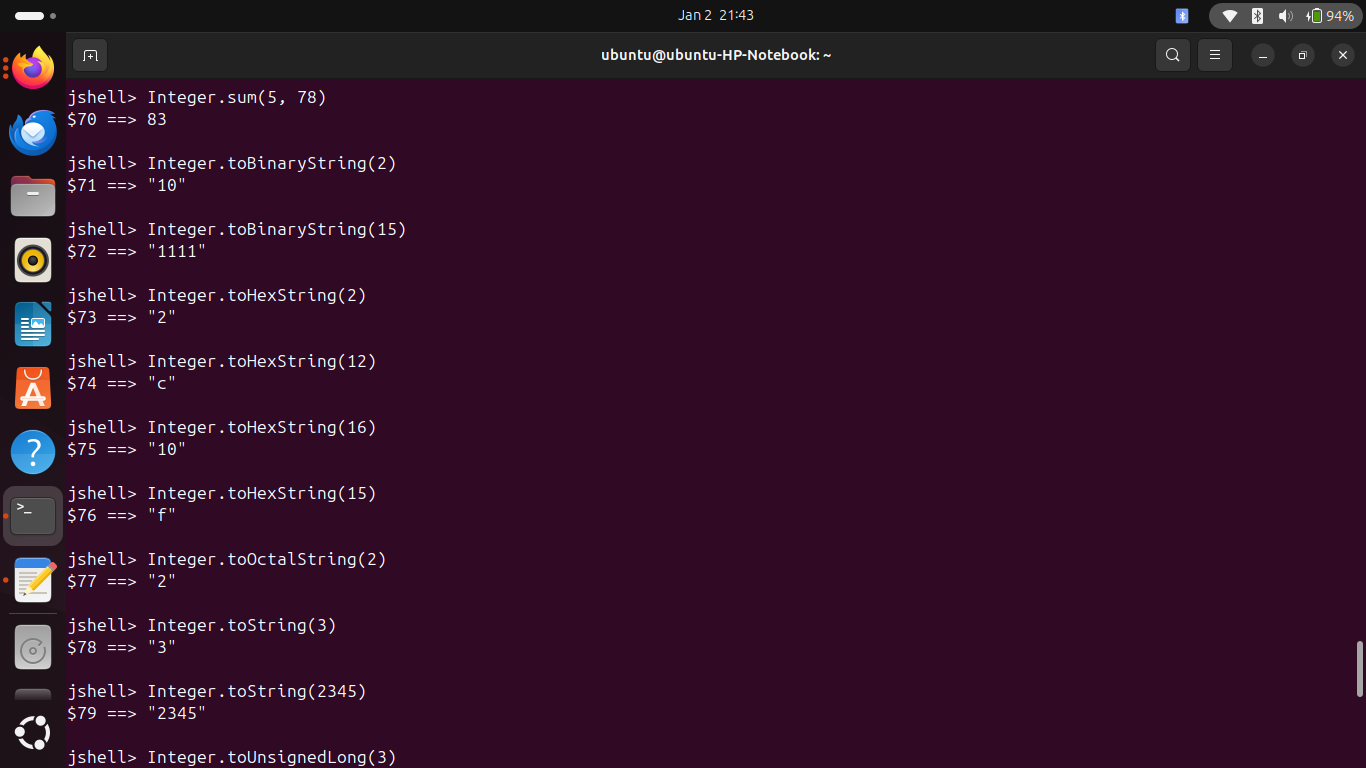 Jan 2 21:43
94%
ubuntu@ubuntu-HP-Notebook: ~
jshell> Integer.sum(5, 78)
$70 ==> 83
jshell> Integer.toBinaryString(2)
$71 ==> "10"
jshell> Integer.toBinaryString(15)
$72 ==> "1111"
jshell> Integer.toHexString(2)
$73 ==> "2"
jshell> Integer.toHexString(12)
$74 ==> "c"
jshell> Integer.toHexString(16)
$75 ==> "10"
jshell> Integer.toHexString(15)
$76 ==> "f"
jshell> Integer.toOctalString(2)
$77 ==> "2"
jshell> Integer.toString(3)
$78 ==> "3"
jshell> Integer.toString(2345)
$79 ==> "2345"
jshell> Integer.toUnsignedLong(3)